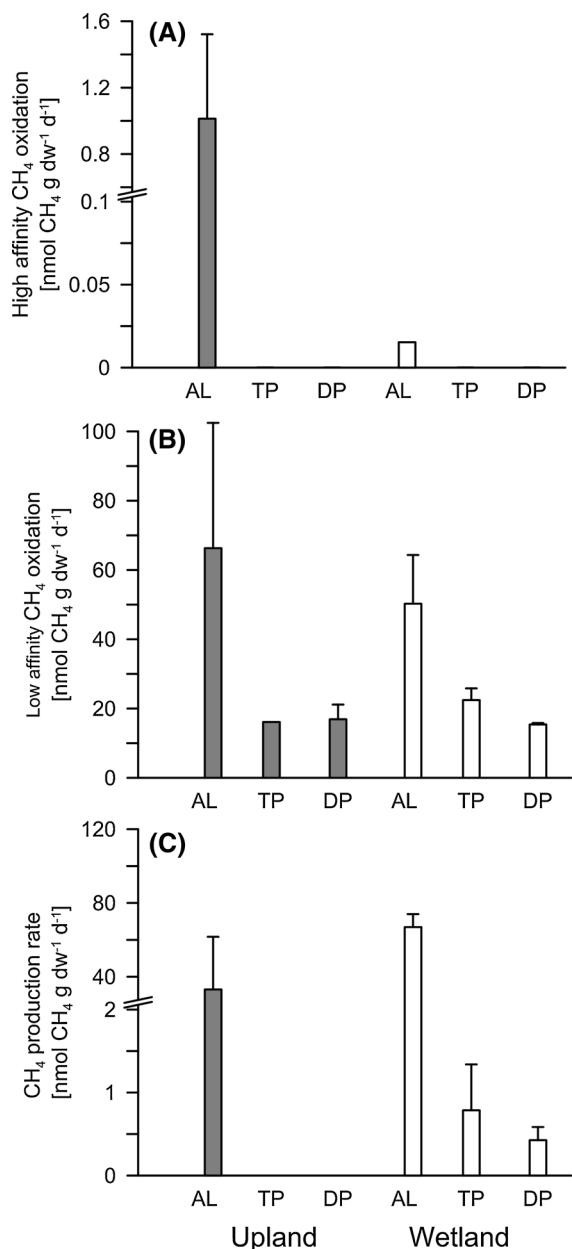 (A)
High affinity CH₄ oxidation
[nmol CH₄ g dw⁻¹ d⁻¹]
1.6
1.2
0.8
0.1
0.05
0
AL TP DP AL TP DP
(B)
Low affinity CH₄ oxidation
[nmol CH₄ g dw⁻¹ d⁻¹]
100
80
60
40
20
0
AL TP DP AL TP DP
(C)
CH₄ production rate
[nmol CH₄ g dw⁻¹ d⁻¹]
120
80
40
2
1
0
AL TP DP AL TP DP
Upland Wetland